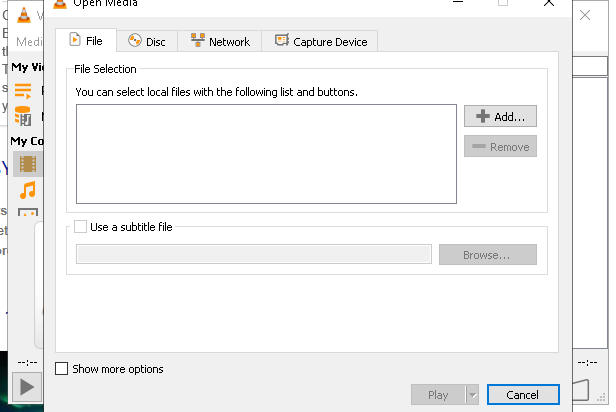 Open Media
File
Disc
Network
Capture Device
File Selection
You can select local files with the following list and buttons.
Add...
Remove
Use a subtitle file
Browse...
Show more options
Play
Cancel
Medi
My Vi
My Co
--:--
--:--